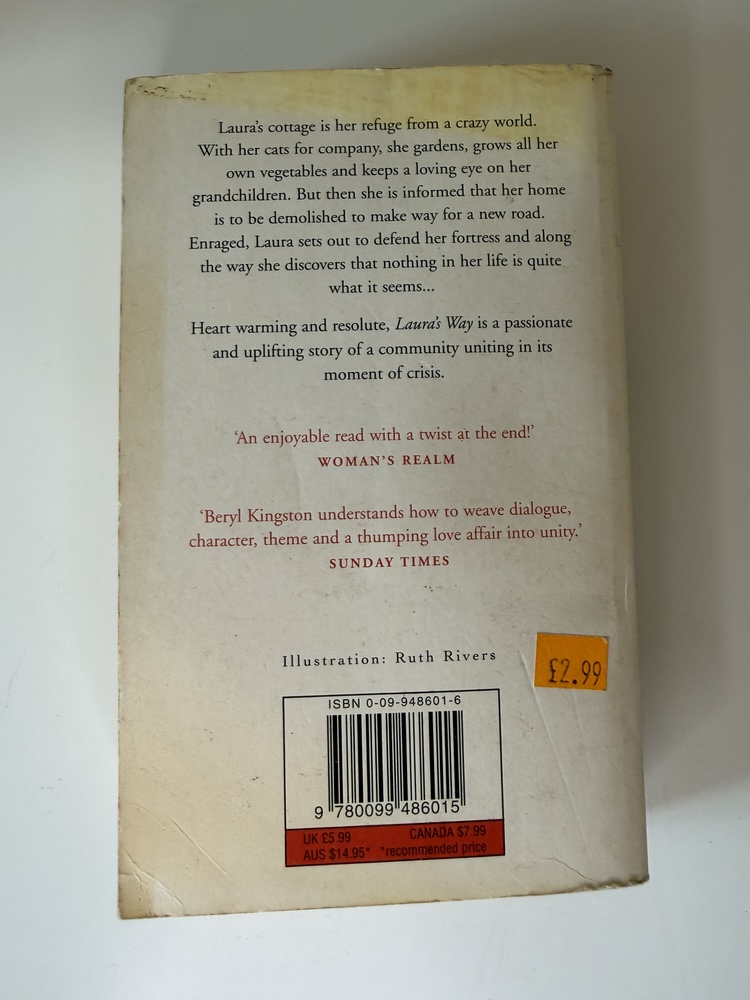 Laura's cottage is her refuge from a crazy world.
With her cats for company, she gardens, grows all her
own vegetables and keeps a loving eye on her
grandchildren. But then she is informed that her home
is to be demolished to make way for a new road.
Enraged, Laura sets out to defend her fortress and along
the way she discovers that nothing in her life is quite
what it seems...
Heart warming and resolute, Laura's Way is a passionate
and uplifting story of a community uniting in its
moment of crisis.
'An enjoyable read with a twist at the end!'
WOMAN'S REALM
'Beryl Kingston understands how to weave dialogue,
character, theme and a thumping love affair into unity.'
SUNDAY TIMES
Illustration: Ruth Rivers
£2.99
ISBN 0-09-948601-6
9 780099 486015
UK £5.99 CANADA $7.99
AUS $14.95* *recommended price